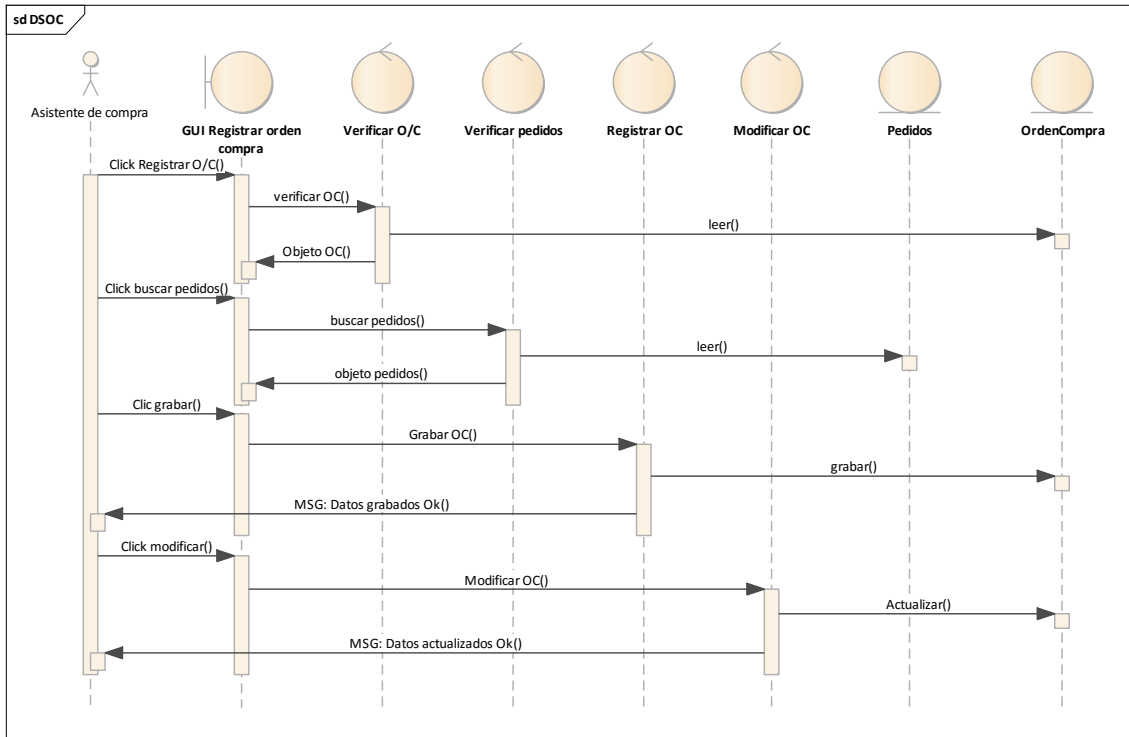 sd DSOC
Asistente de compra
GUI Registrar orden
compra
Verificar O/C
Verificar pedidos
Registrar OC
Modificar OC
Pedidos
OrdenCompra
Click Registrar O/C()
verificar OC()
leer()
Objeto OC()
Click buscar pedidos()
buscar pedidos()
leer()
objeto pedidos()
Clic grabar()
Grabar OC()
grabar()
MSG: Datos grabados Ok()
Click modificar()
Modificar OC()
Actualizar()
MSG: Datos actualizados Ok()